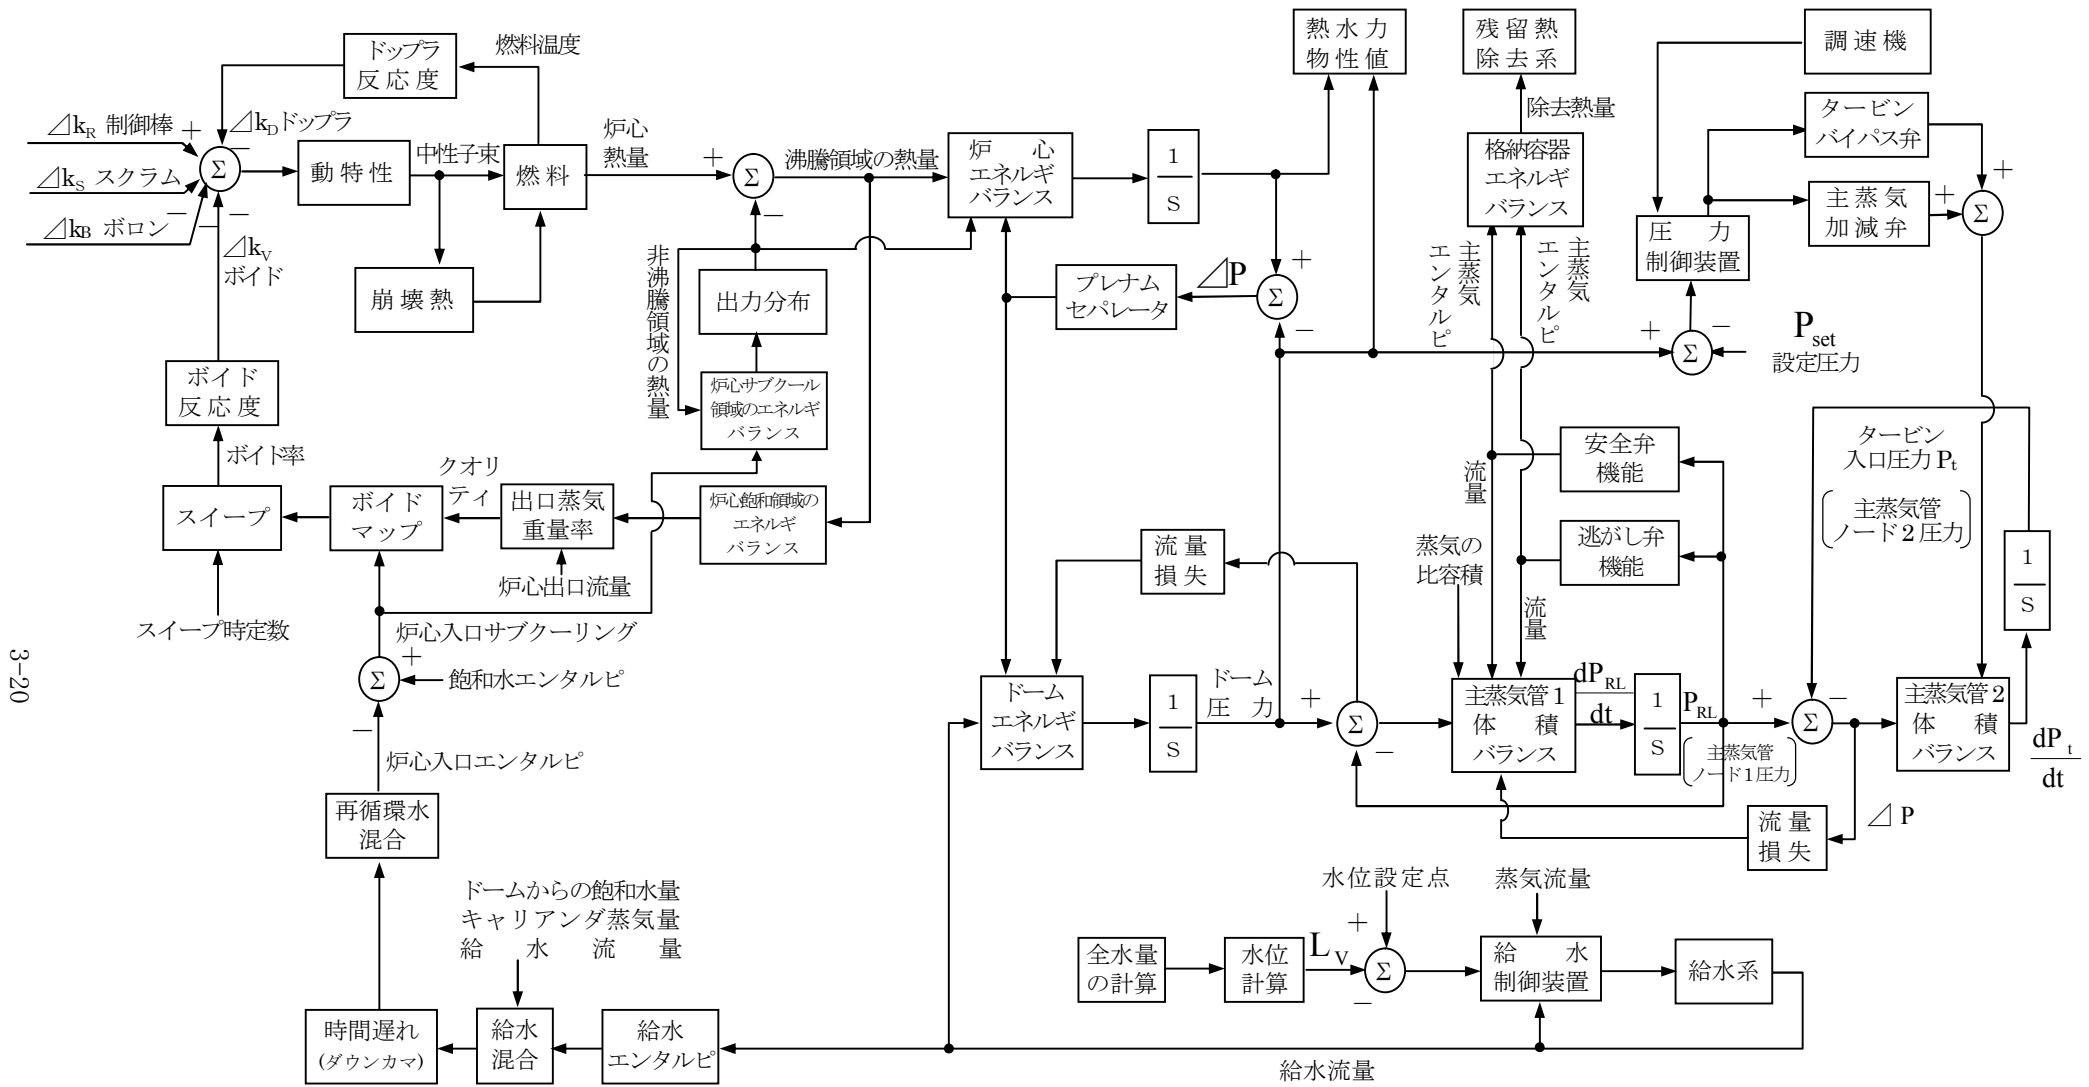 ドップラ
反応度
燃料温度
熱水力
物性値
残留熱
除去系
調速機
⊿kR 制御棒
+
⊿kDドップラ
−
Σ
⊿kS スクラム
−
⊿kB ボロン
−
−
⊿kV
ボイド
動特性
中性子束
燃料
崩壊熱
炉心
熱量
+
Σ
−
沸騰領域の熱量
炉心
エネルギ
バランス
1
S
除去熱量
格納容器
エネルギ
バランス
タービン
バイパス弁
主蒸気
加減弁
+
+
Σ
圧力
制御装置
非沸騰領域の熱量
出力分布
プレナム
セパレータ
⊿P
+
Σ
−
主蒸気
エンタルピ
主蒸気
エンタルピ
+
−
Σ
Pset
設定圧力
ボイド
反応度
炉心サブクール
領域のエネルギ
バランス
ボイド率
クオリ
ティ
スイープ
ボイド
マップ
出口蒸気
重量率
炉心飽和領域の
エネルギ
バランス
炉心出口流量
スイープ時定数
炉心入口サブクーリング
流量
安全弁
機能
タービン
入口圧力 Pt
主蒸気管
ノード2圧力
流量
損失
蒸気の
比容積
逃がし弁
機能
流量
1
S
+
Σ
飽和水エンタルピ
−
炉心入口エンタルピ
ドーム
エネルギ
バランス
1
S
ドーム
圧力
+
Σ
−
主蒸気管1
体積
バランス
dPRL
dt
1
S
PRL
主蒸気管
ノード1圧力
+
−
Σ
主蒸気管2
体積
バランス
dPt
dt
流量
損失
⊿P
再循環水
混合
ドームからの飽和水量
キャリアンダ蒸気量
給水流量
水位設定点
蒸気流量
全水量
の計算
水位
計算
LV
+
Σ
−
給水
制御装置
給水系
時間遅れ
(ダウンカマ)
給水
混合
給水
エンタルピ
給水流量
3-20